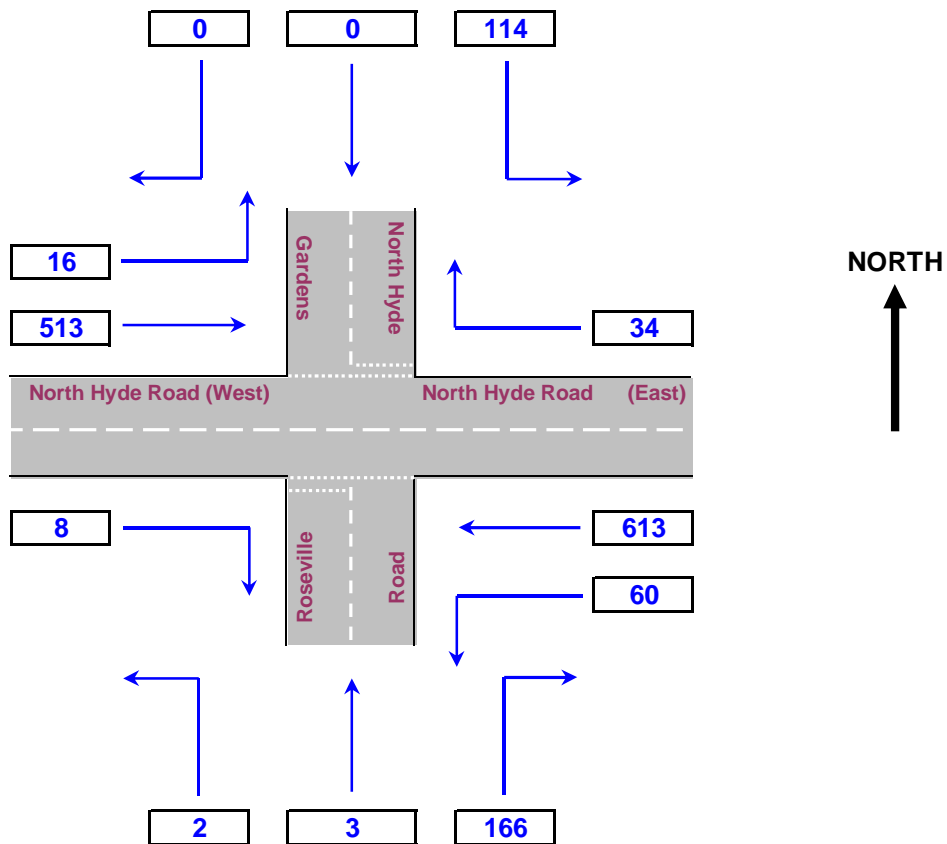 0 0 114
16
513
34
NORTH
Gardens
North Hyde
North Hyde Road (West)
North Hyde Road (East)
8
613
60
Roseville
Road
2 3 166